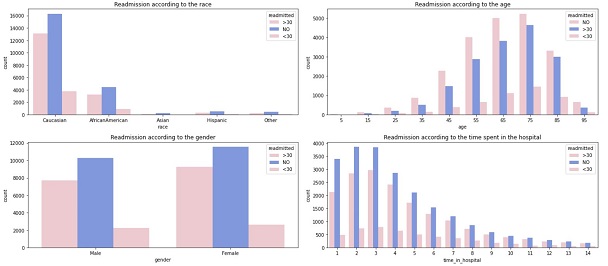 Readmission according to the race
readmitted
>30
NO
<30
count
16000
14000
12000
10000
8000
6000
4000
2000
0
Caucasian AfricanAmerican Asian Hispanic Other
race
Readmission according to the age
readmitted
>30
NO
<30
count
5000
4000
3000
2000
1000
0
5 15 25 35 45 55 65 75 85 95
age
Readmission according to the gender
readmitted
>30
NO
<30
count
12000
10000
8000
6000
4000
2000
0
Male Female
gender
Readmission according to the time spent in the hospital
readmitted
>30
NO
<30
count
4000
3500
3000
2500
2000
1500
1000
500
0
1 2 3 4 5 6 7 8 9 10 11 12 13 14
time_in_hospital